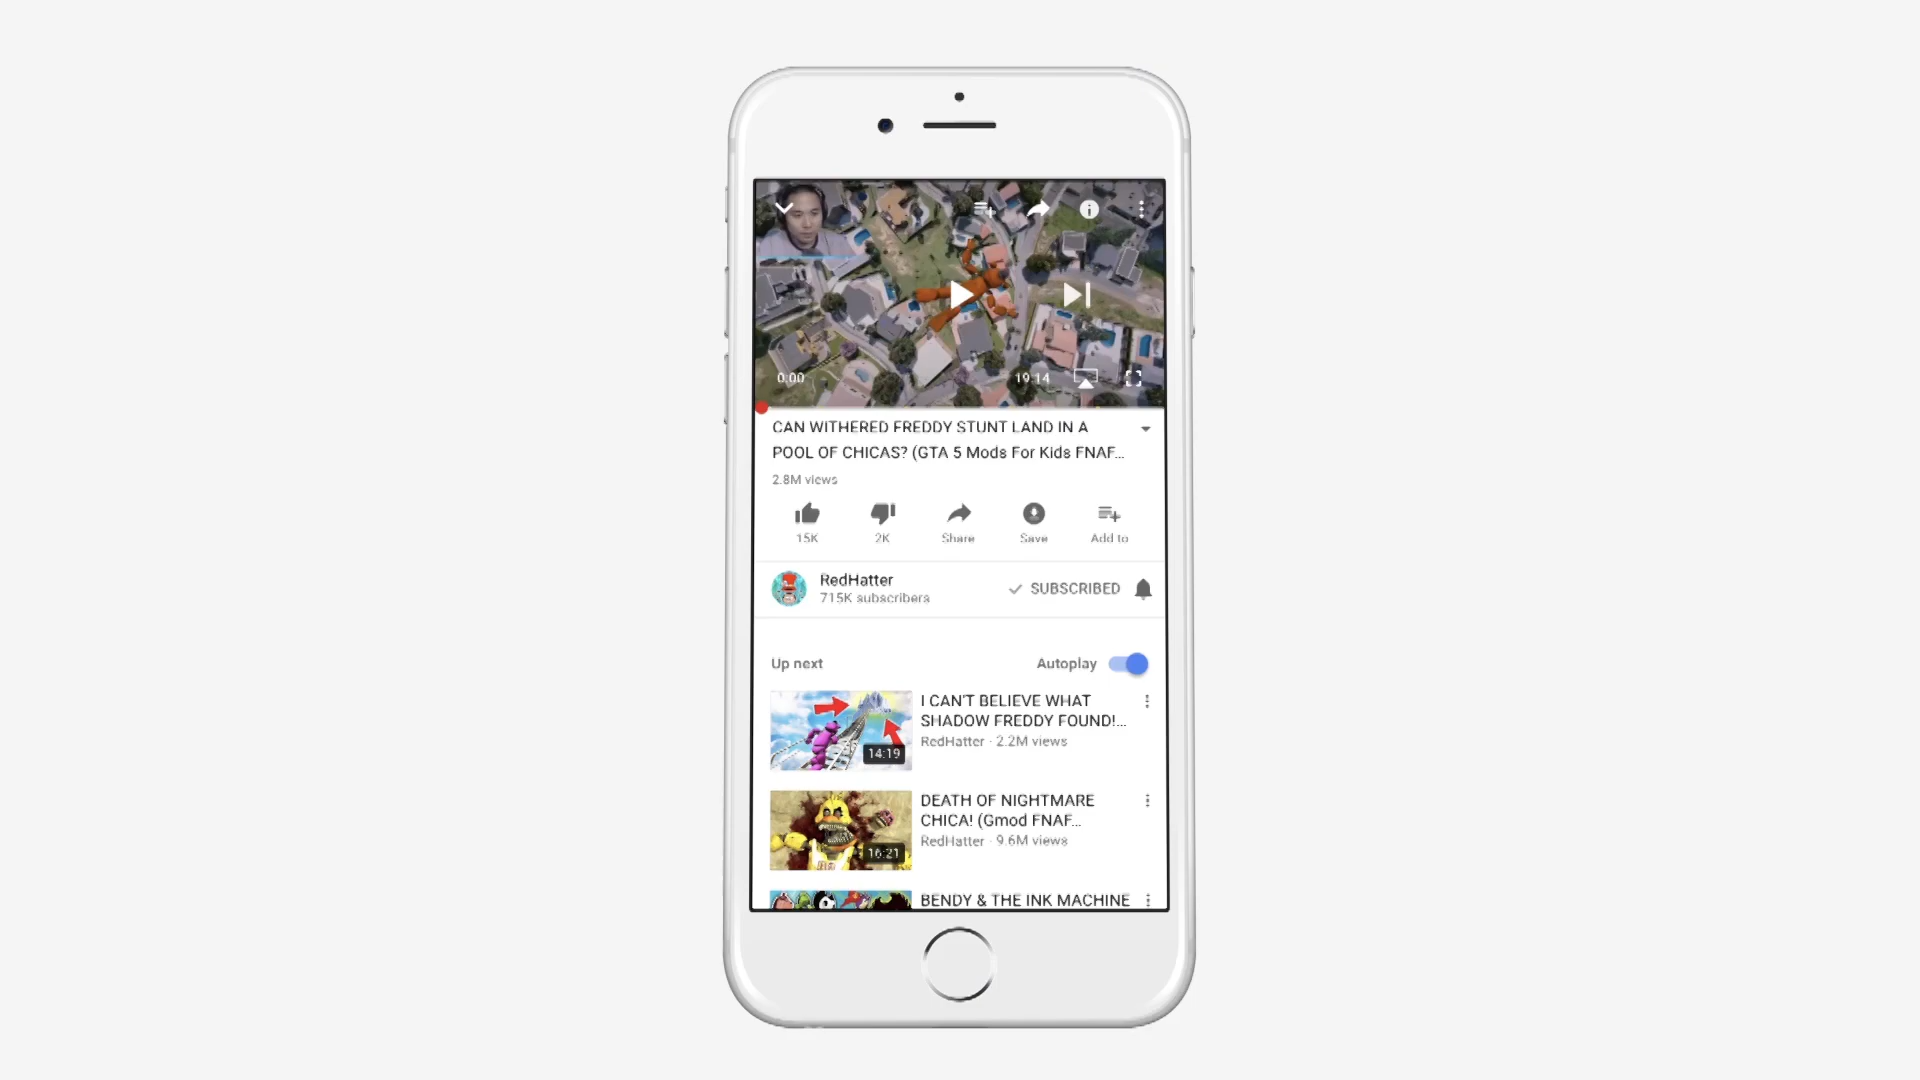 0:00
19:14
CAN WITHERED FREDDY STUNT LAND IN A
POOL OF CHICAS? (GTA 5 Mods For Kids FNAF...
2.8M views
15K
2K
Share
Save
Add to
RedHatter
715K subscribers
SUBSCRIBED
Up next
Autoplay
14:19
I CAN'T BELIEVE WHAT
SHADOW FREDDY FOUND!...
RedHatter · 2.2M views
16:21
DEATH OF NIGHTMARE
CHICA! (Gmod FNAF...
RedHatter · 9.6M views
BENDY & THE INK MACHINE